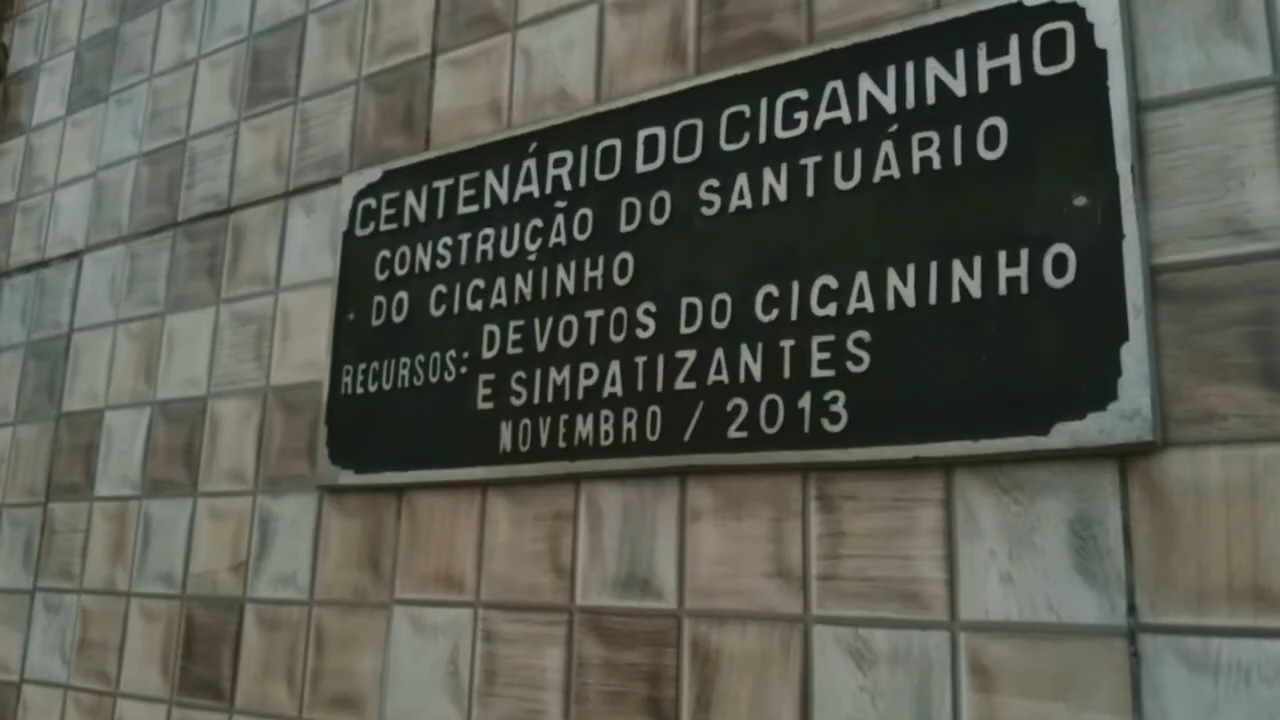 CENTENÁRIO DO CIGANINHO
CONSTRUÇÃO DO SANTUÁRIO
DO CIGANINHO
RECURSOS: DEVOTOS DO CIGANINHO
E SIMPATIZANTES
NOVEMBRO / 2013